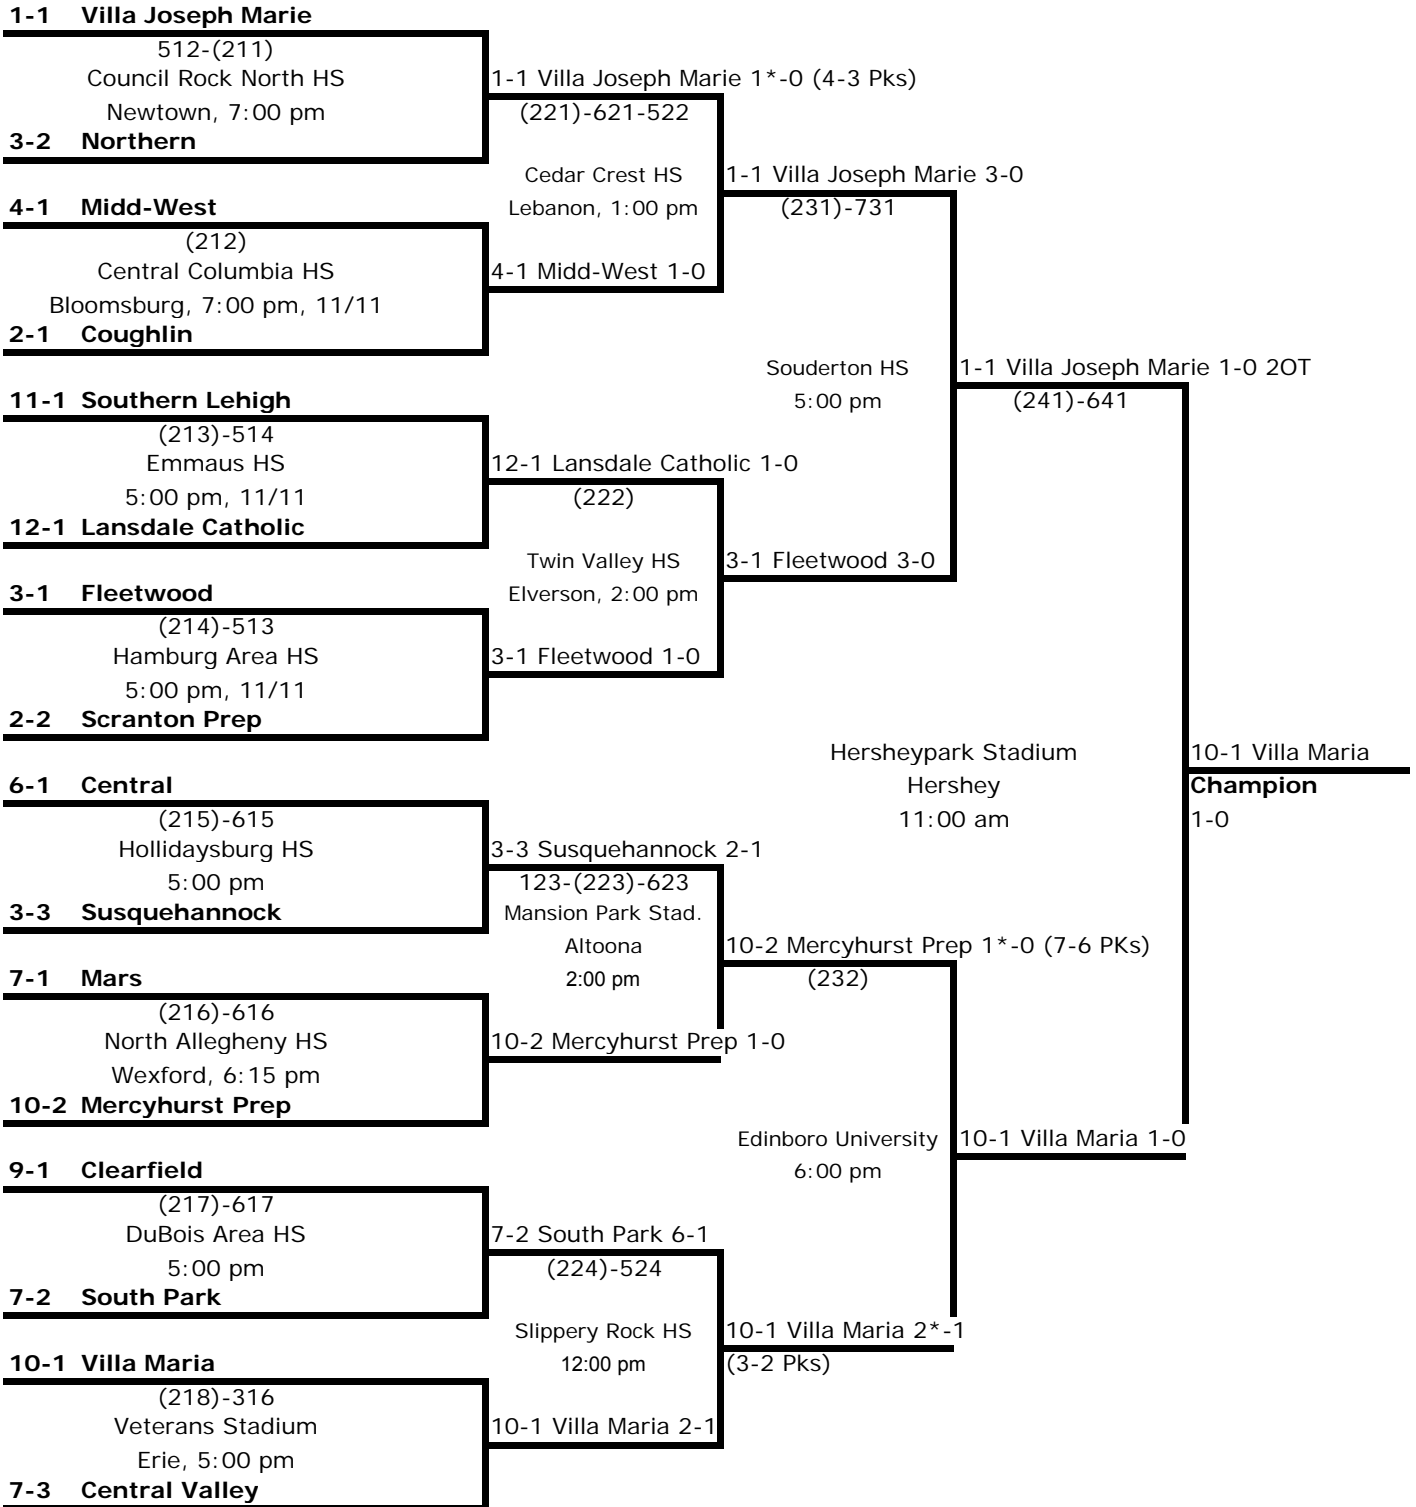 1-1 Villa Joseph Marie
512-(211)
Council Rock North HS
Newtown, 7:00 pm
3-2 Northern
4-1 Midd-West
(212)
Central Columbia HS
Bloomsburg, 7:00 pm, 11/11
2-1 Coughlin
11-1 Southern Lehigh
(213)-514
Emmaus HS
5:00 pm, 11/11
12-1 Lansdale Catholic
3-1 Fleetwood
(214)-513
Hamburg Area HS
5:00 pm, 11/11
2-2 Scranton Prep
6-1 Central
(215)-615
Hollidaysburg HS
5:00 pm
3-3 Susquehannock
7-1 Mars
(216)-616
North Allegheny HS
Wexford, 6:15 pm
10-2 Mercyhurst Prep
9-1 Clearfield
(217)-617
DuBois Area HS
5:00 pm
7-2 South Park
10-1 Villa Maria
(218)-316
Veterans Stadium
Erie, 5:00 pm
7-3 Central Valley
1-1 Villa Joseph Marie 1*-0 (4-3 Pks)
(221)-621-522
Cedar Crest HS
Lebanon, 1:00 pm
4-1 Midd-West 1-0
12-1 Lansdale Catholic 1-0
(222)
Twin Valley HS
Elverson, 2:00 pm
3-1 Fleetwood 1-0
3-3 Susquehannock 2-1
123-(223)-623
Mansion Park Stad.
Altoona
2:00 pm
10-2 Mercyhurst Prep 1-0
7-2 South Park 6-1
(224)-524
Slippery Rock HS
12:00 pm
10-1 Villa Maria 2-1
1-1 Villa Joseph Marie 3-0
(231)-731
Souderton HS
5:00 pm
3-1 Fleetwood 3-0
10-2 Mercyhurst Prep 1*-0 (7-6 PKs)
(232)
Edinboro University
6:00 pm
10-1 Villa Maria 2*-1
(3-2 Pks)
1-1 Villa Joseph Marie 1-0 2OT
(241)-641
Hersheypark Stadium
Hershey
11:00 am
10-1 Villa Maria 1-0
10-1 Villa Maria
Champion
1-0